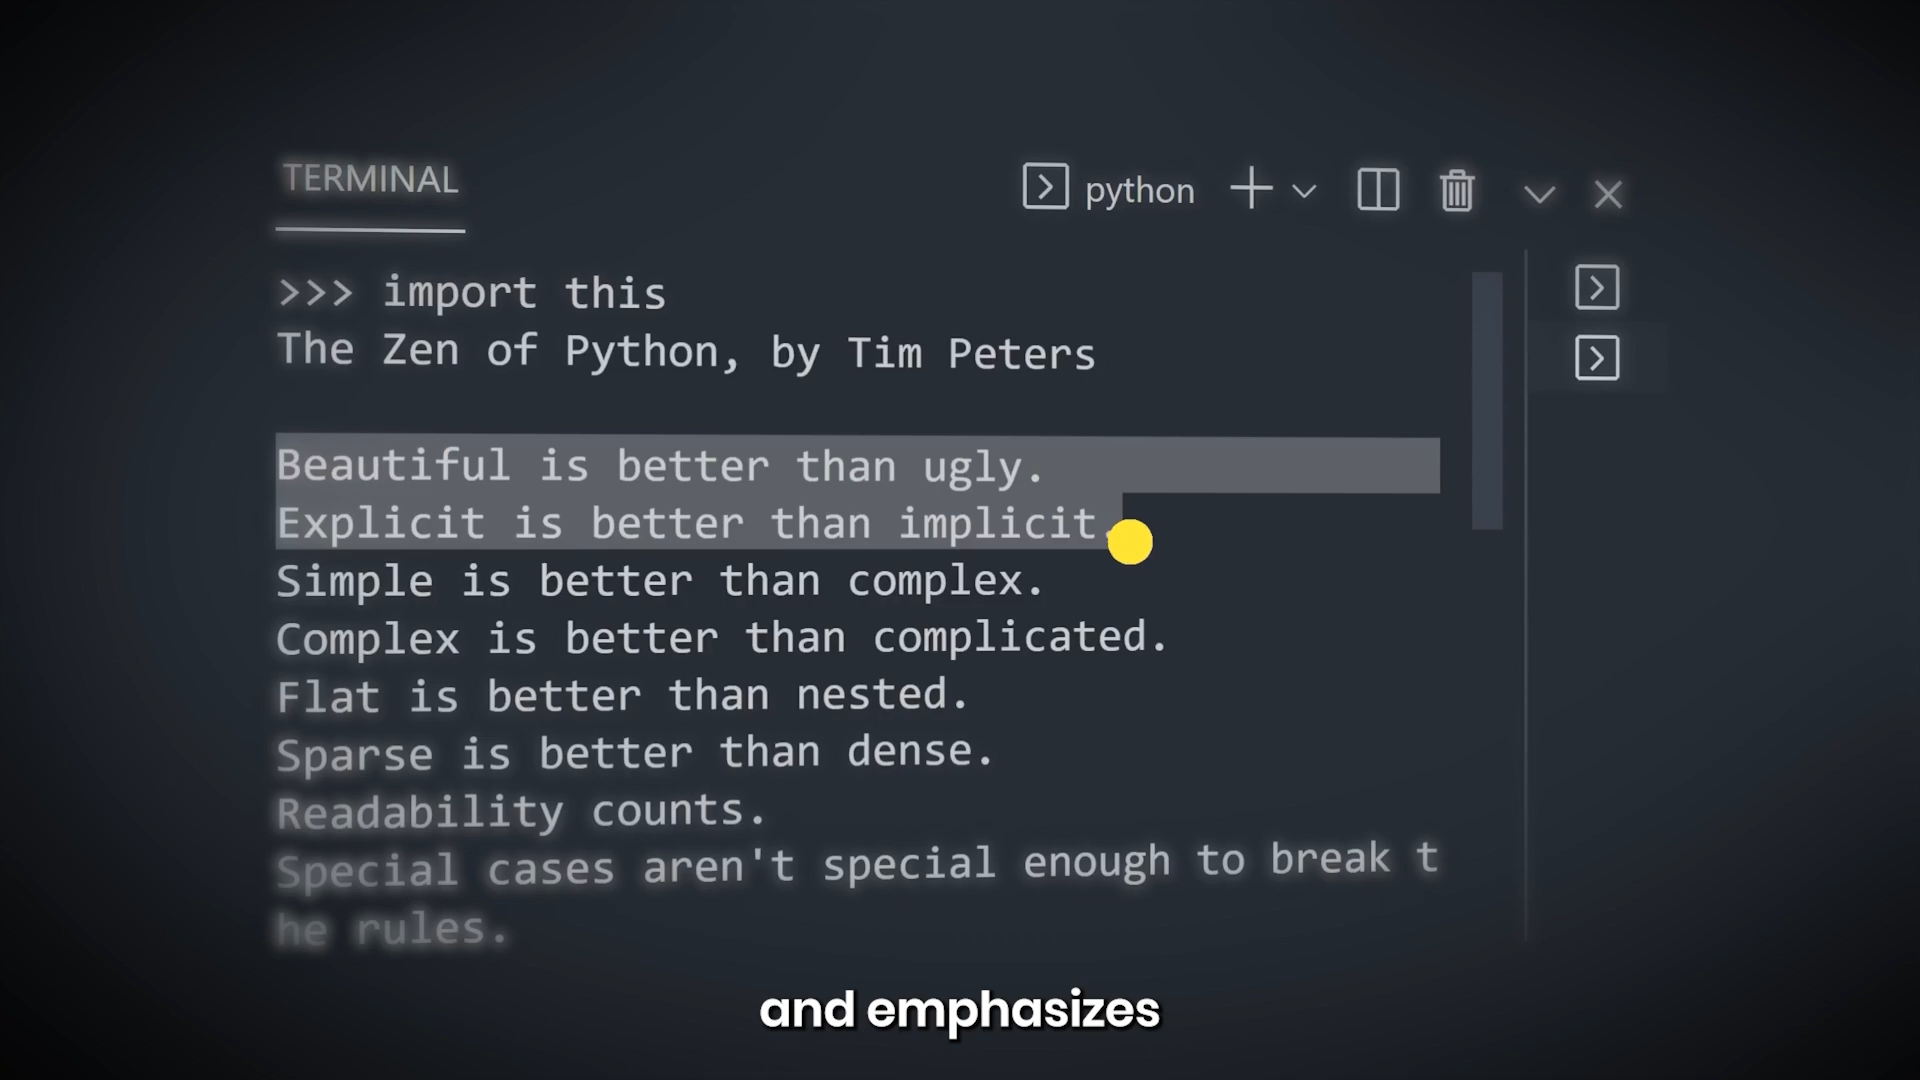 TERMINAL
python
>>> import this
The Zen of Python, by Tim Peters
Beautiful is better than ugly.
Explicit is better than implicit.
Simple is better than complex.
Complex is better than complicated.
Flat is better than nested.
Sparse is better than dense.
Readability counts.
Special cases aren't special enough to break t
he rules.
and emphasizes